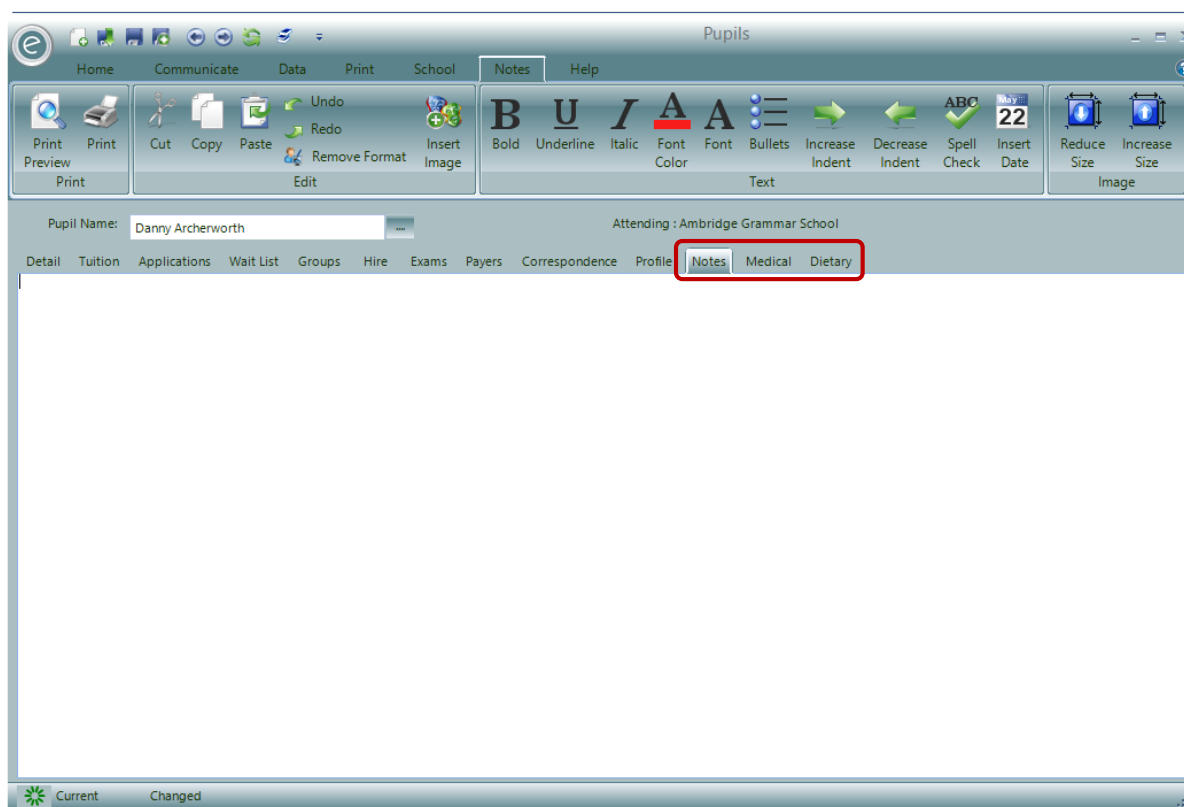 e
Pupils
Home Communicate Data Print School Notes Help
Print Preview Print Cut Copy Paste Undo Redo Remove Format Insert Image Bold Underline Italic Font Color Font Bullets Increase Indent Decrease Indent ABC Spell Check May 22 Insert Date Reduce Size Increase Size
Print Edit Text Image
Pupil Name: Danny Archerworth ... Attending : Ambridge Grammar School
Detail Tuition Applications Wait List Groups Hire Exams Payers Correspondence Profile Notes Medical Dietary
Current Changed